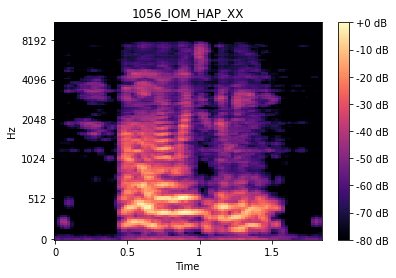 1056_IOM_HAP_XX
Hz
8192
4096
2048
1024
512
0
0
0.5
1
1.5
Time
+0 dB
-10 dB
-20 dB
-30 dB
-40 dB
-50 dB
-60 dB
-70 dB
-80 dB